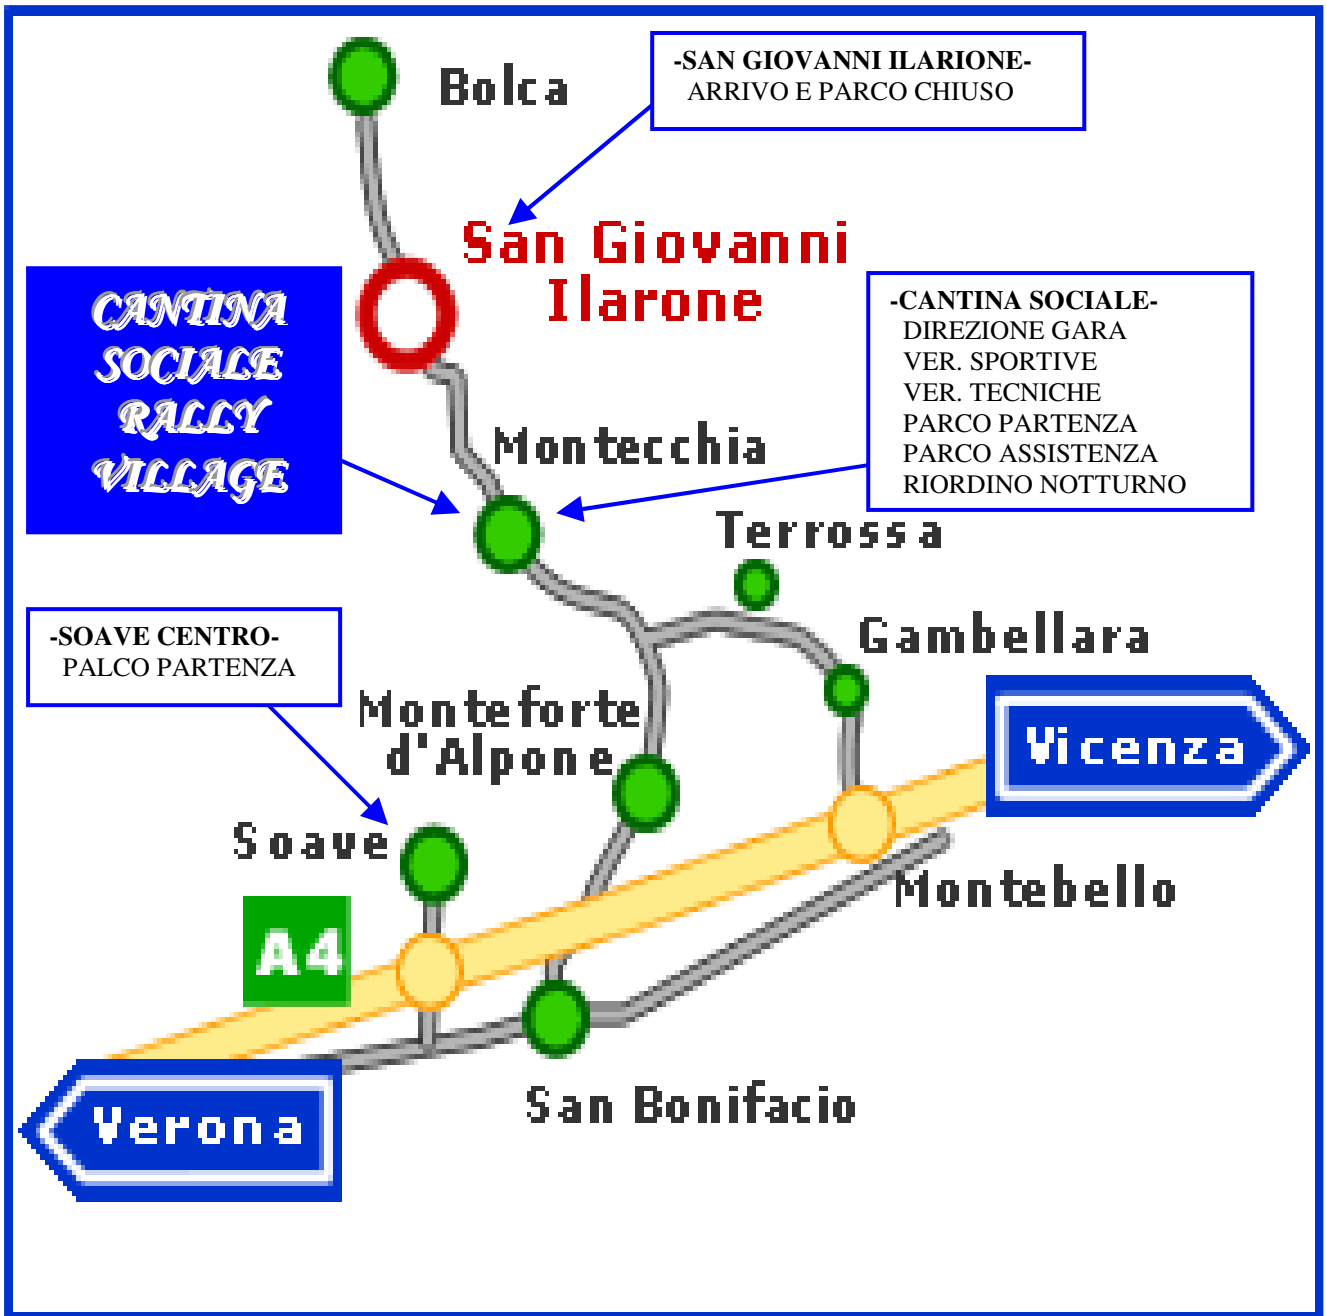 Bolca
-SAN GIOVANNI ILARIONE-
ARRIVO E PARCO CHIUSO
San Giovanni
Ilarone
CANTINA
SOCIALE
RALLY
VILLAGE
-CANTINA SOCIALE-
DIREZIONE GARA
VER. SPORTIVE
VER. TECNICHE
PARCO PARTENZA
PARCO ASSISTENZA
RIORDINO NOTTURNO
Montecchia
Terrossa
-SOAVE CENTRO-
PALCO PARTENZA
Gambellara
Monteforte
d'Alpone
Vicenza
Soave
Montebello
A4
San Bonifacio
Verona